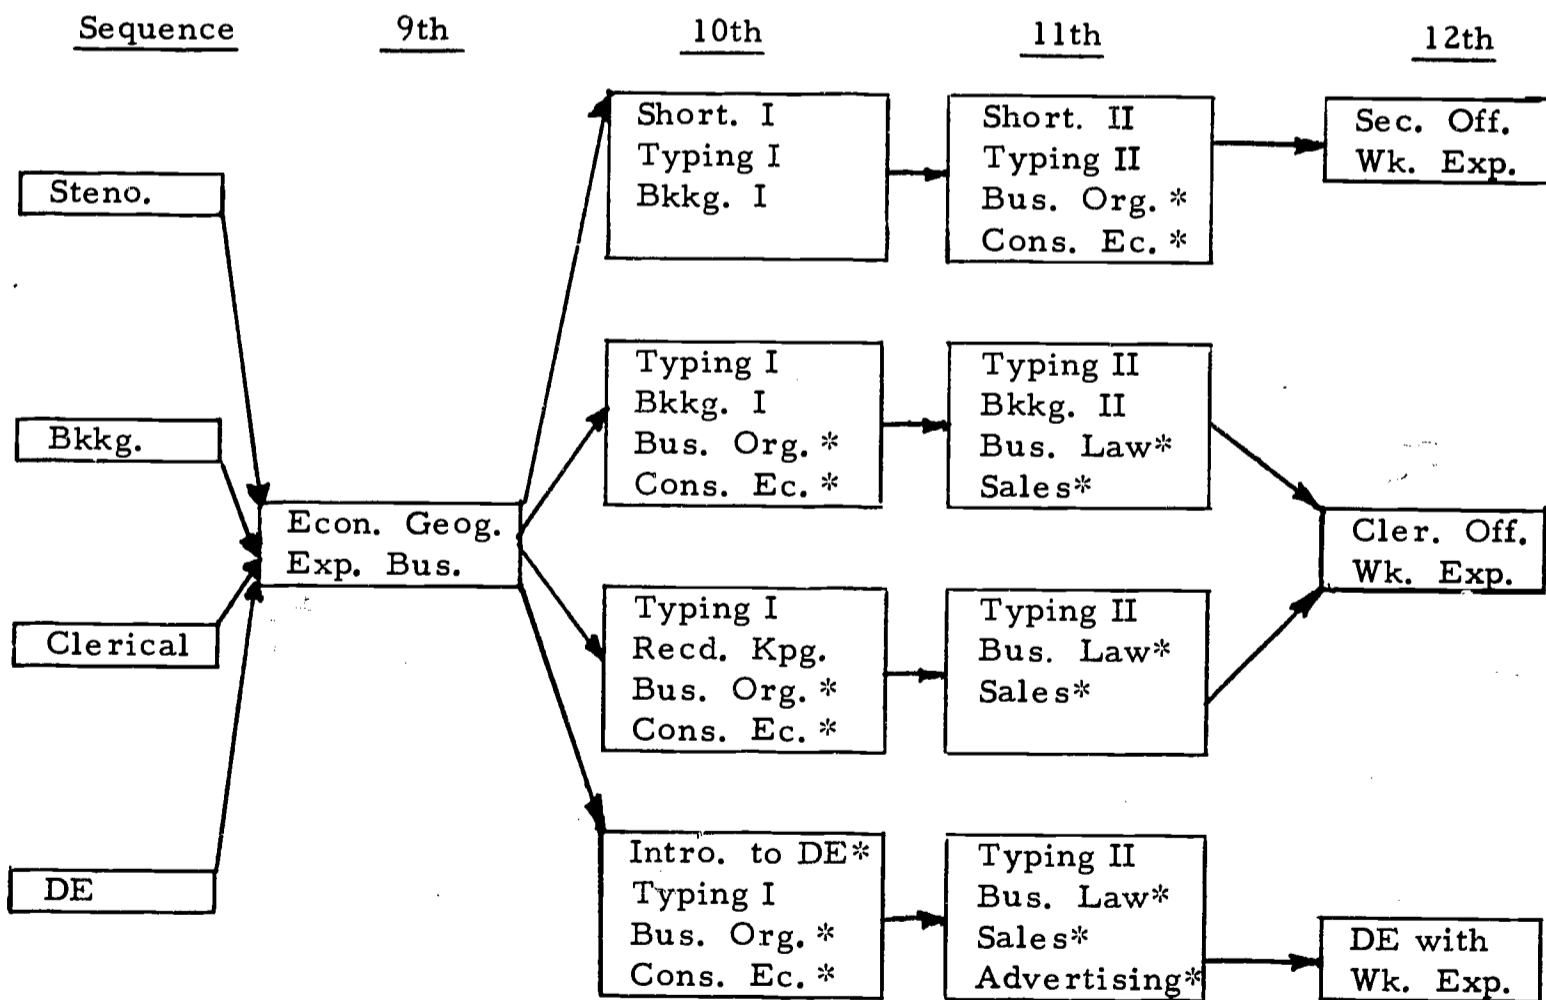 Sequence 9th 10th 11th 12th
Steno.
Bkkg.
Clerical
DE
Econ. Geog.
Exp. Bus.
Short. I
Typing I
Bkkg. I
Typing I
Bkkg. I
Bus. Org. *
Cons. Ec. *
Typing I
Recd. Kpg.
Bus. Org. *
Cons. Ec. *
Intro. to DE*
Typing I
Bus. Org. *
Cons. Ec. *
Short. II
Typing II
Bus. Org. *
Cons. Ec. *
Typing II
Bkkg. II
Bus. Law*
Sales*
Typing II
Bus. Law*
Sales*
Typing II
Bus. Law*
Sales*
Advertising*
Sec. Off.
Wk. Exp.
Cler. Off.
Wk. Exp.
DE with
Wk. Exp.